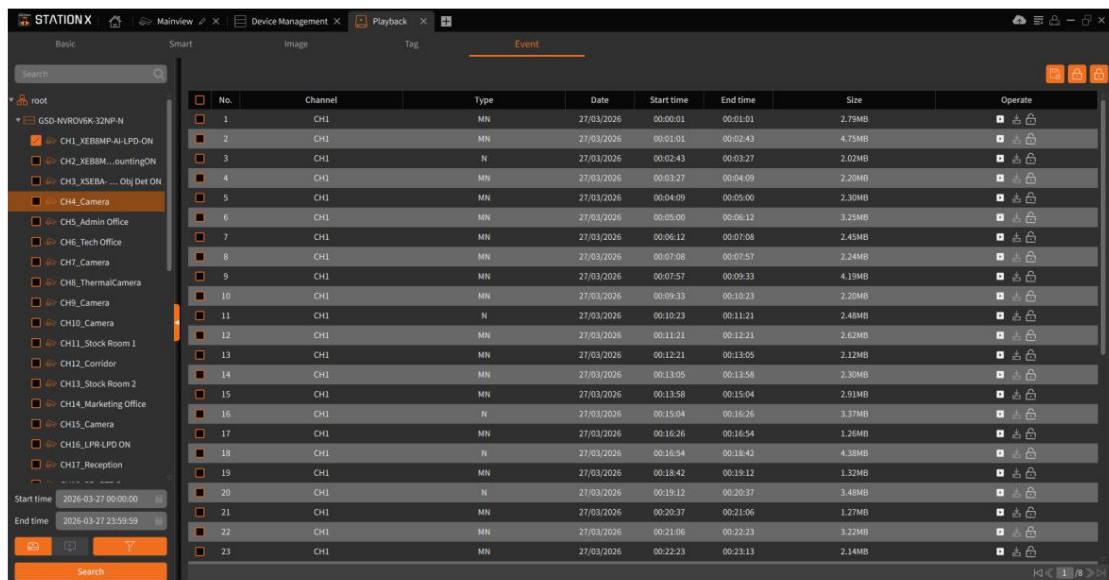 STATION X Mainview Device Management Playback
Basic Smart Image Tag Event
Search
root
GSD-NVROV6K-32NP-N
CH1_XEB8MP-AI-LPD-ON
CH2_XEB8M...ountingON
CH3_XSEBA- ... Obj Det ON
CH4_Camera
CH5_Admin Office
CH6_Tech Office
CH7_Camera
CH8_ThermalCamera
CH9_Camera
CH10_Camera
CH11_Stock Room 1
CH12_Corridor
CH13_Stock Room 2
CH14_Marketing Office
CH15_Camera
CH16_LPR-LPD ON
CH17_Reception
Start time 2026-03-27 00:00:00
End time 2026-03-27 23:59:59
Search
No. Channel Type Date Start time End time Size Operate
1 CH1 MN 27/03/2026 00:00:01 00:01:01 2.79MB
2 CH1 MN 27/03/2026 00:01:01 00:02:43 4.75MB
3 CH1 N 27/03/2026 00:02:43 00:03:27 2.02MB
4 CH1 MN 27/03/2026 00:03:27 00:04:09 2.20MB
5 CH1 MN 27/03/2026 00:04:09 00:05:00 2.30MB
6 CH1 MN 27/03/2026 00:05:00 00:06:12 3.25MB
7 CH1 MN 27/03/2026 00:06:12 00:07:08 2.45MB
8 CH1 MN 27/03/2026 00:07:08 00:07:57 2.24MB
9 CH1 MN 27/03/2026 00:07:57 00:09:33 4.19MB
10 CH1 MN 27/03/2026 00:09:33 00:10:23 2.20MB
11 CH1 N 27/03/2026 00:10:23 00:11:21 2.48MB
12 CH1 MN 27/03/2026 00:11:21 00:12:21 2.62MB
13 CH1 MN 27/03/2026 00:12:21 00:13:05 2.12MB
14 CH1 MN 27/03/2026 00:13:05 00:13:58 2.30MB
15 CH1 MN 27/03/2026 00:13:58 00:15:04 2.91MB
16 CH1 N 27/03/2026 00:15:04 00:16:26 3.37MB
17 CH1 MN 27/03/2026 00:16:26 00:16:54 1.26MB
18 CH1 N 27/03/2026 00:16:54 00:18:42 4.38MB
19 CH1 MN 27/03/2026 00:18:42 00:19:12 1.32MB
20 CH1 N 27/03/2026 00:19:12 00:20:37 3.48MB
21 CH1 MN 27/03/2026 00:20:37 00:21:06 1.27MB
22 CH1 MN 27/03/2026 00:21:06 00:22:23 3.22MB
23 CH1 MN 27/03/2026 00:22:23 00:23:13 2.14MB
1 /8